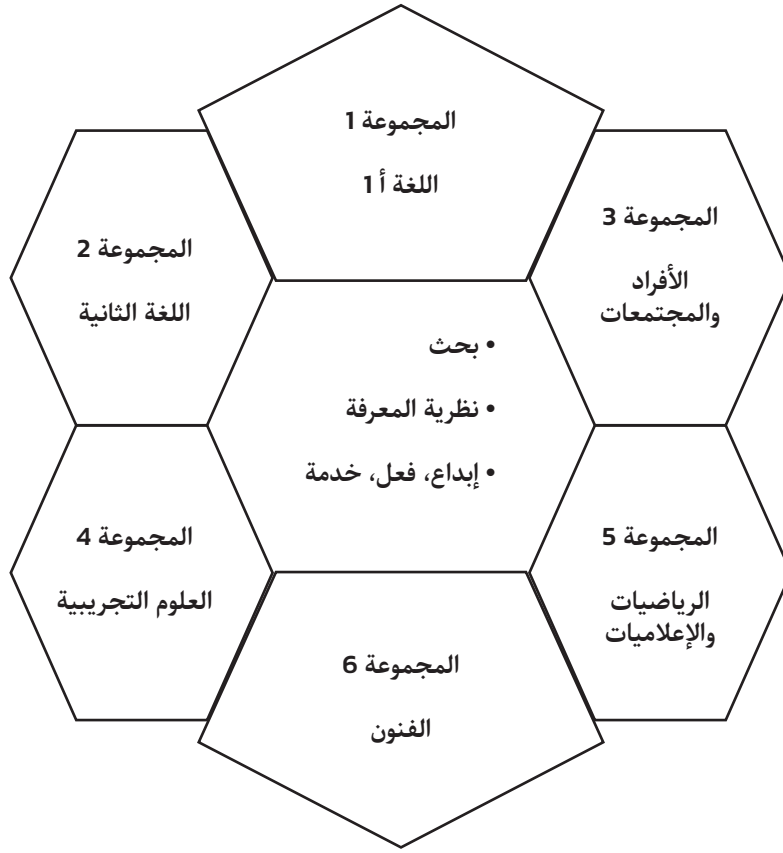 المجموعة 1
اللغة أ 1
المجموعة 2
اللغة الثانية
المجموعة 3
الأفراد
والمجتمعات
• بحث
• نظرية المعرفة
• إبداع، فعل، خدمة
المجموعة 4
العلوم التجريبية
المجموعة 5
الرياضيات
والإعلاميات
المجموعة 6
الفنون